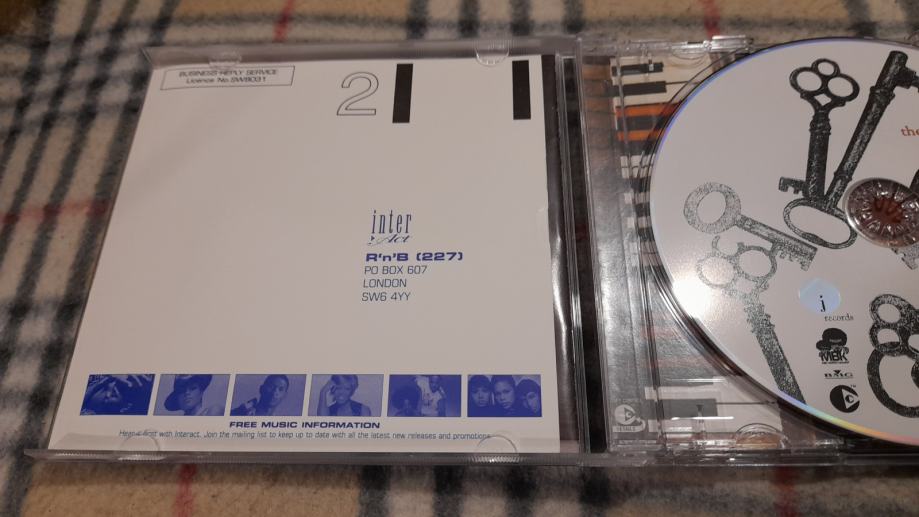 BUSINESS REPLY SERVICE
Licence No.SW8031
2
inter
Act
R'n'B (227)
PO BOX 607
LONDON
SW6 4YY
FREE MUSIC INFORMATION
Hear it first with Interact. Join the mailing list to keep up to date with all the latest new releases and promotions.
the
j
records
MBK
BMG